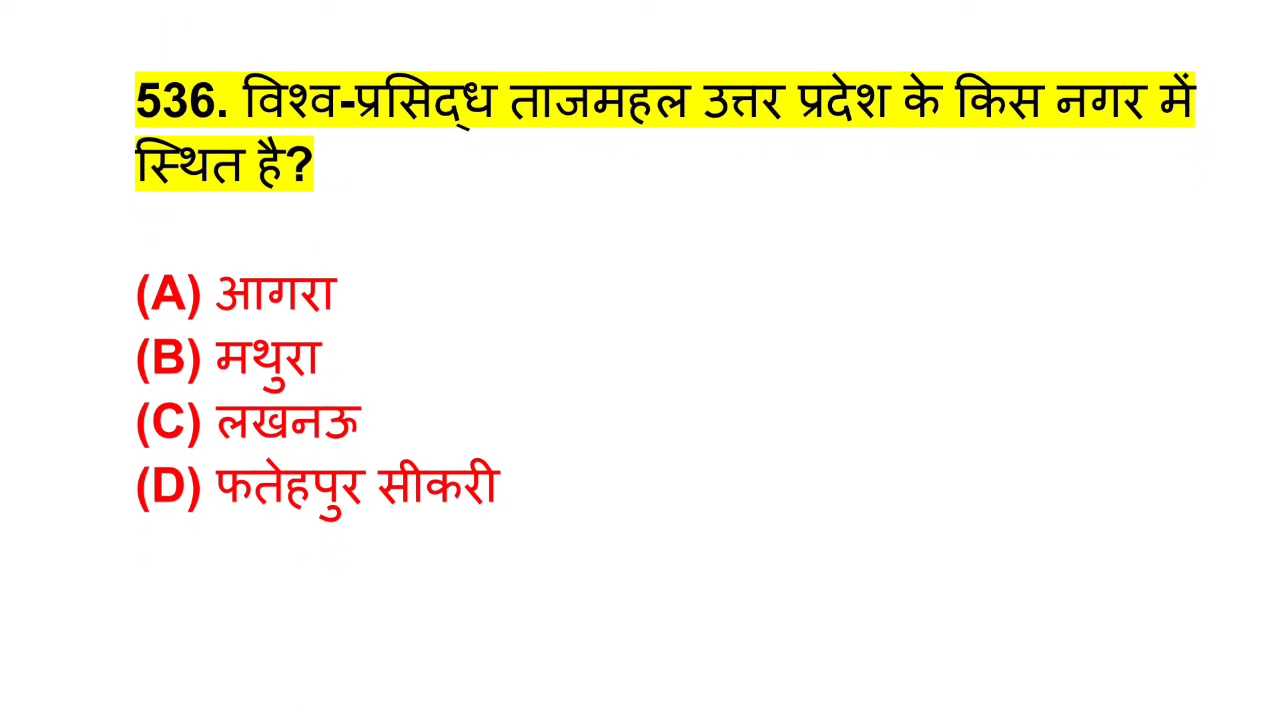 536. विश्व-प्रसिद्ध ताजमहल उत्तर प्रदेश के किस नगर में
स्थित है?
(A) आगरा
(B) मथुरा
(C) लखनऊ
(D) फतेहपुर सीकरी